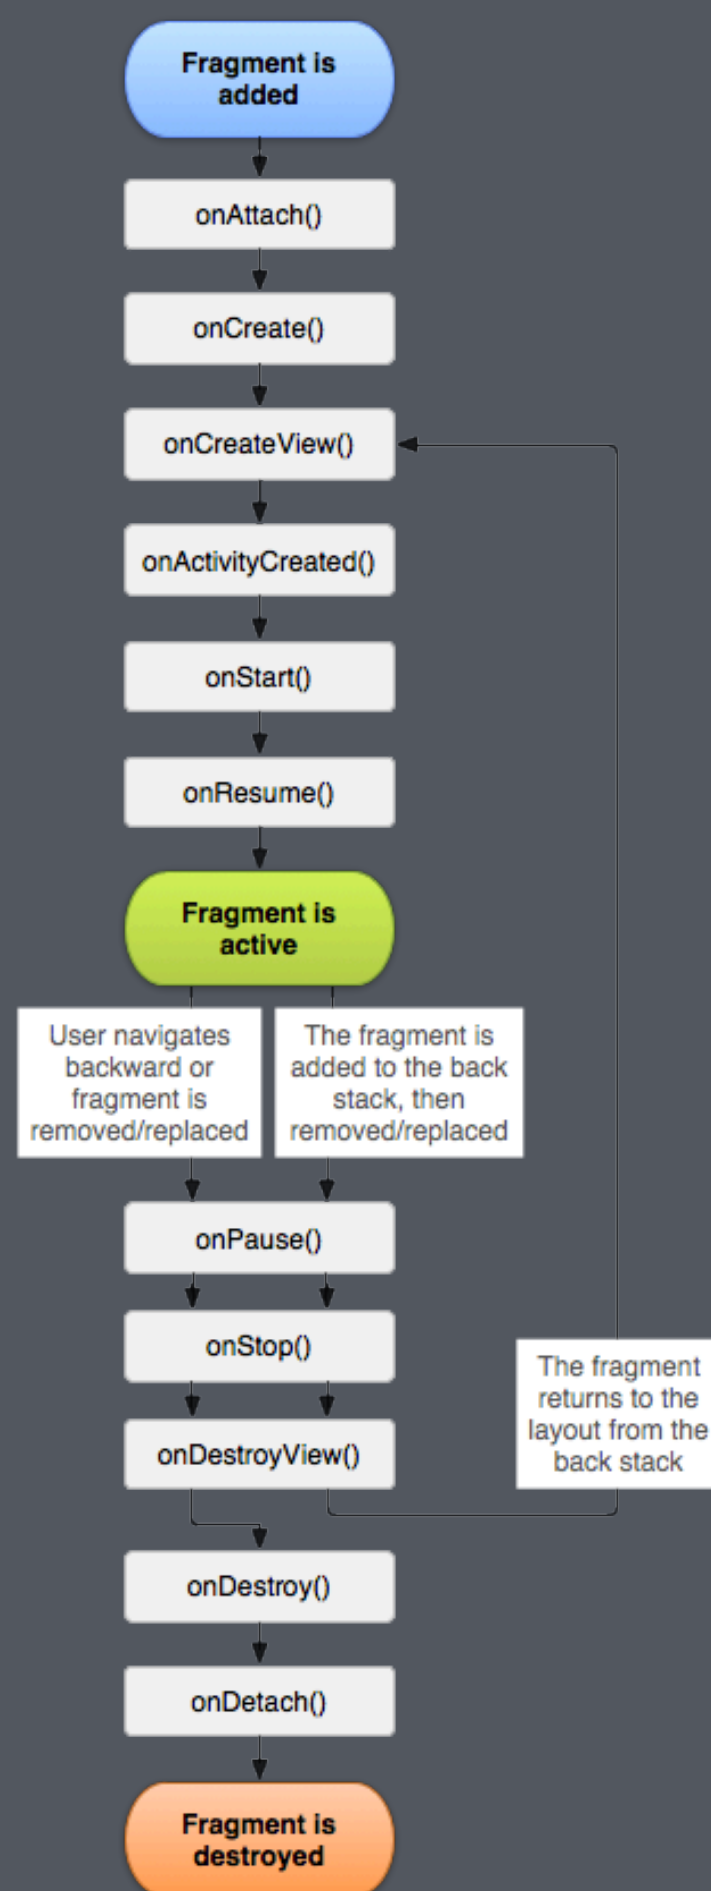 Fragment is
added
onAttach()
onCreate()
onCreateView()
onActivityCreated()
onStart()
onResume()
Fragment is
active
User navigates
backward or
fragment is
removed/replaced
The fragment is
added to the back
stack, then
removed/replaced
onPause()
onStop()
The fragment
returns to the
layout from the
back stack
onDestroyView()
onDestroy()
onDetach()
Fragment is
destroyed